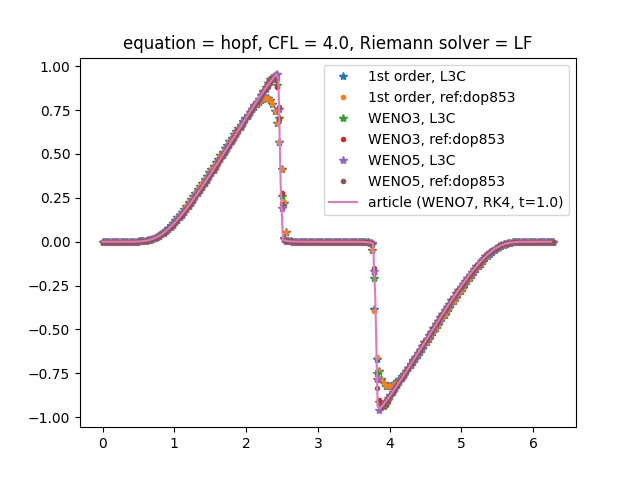 equation = hopf, CFL = 4.0, Riemann solver = LF
1.00
0.75
0.50
0.25
0.00
−0.25
−0.50
−0.75
−1.00
1st order, L3C
1st order, ref:dop853
WENO3, L3C
WENO3, ref:dop853
WENO5, L3C
WENO5, ref:dop853
article (WENO7, RK4, t=1.0)
0
1
2
3
4
5
6